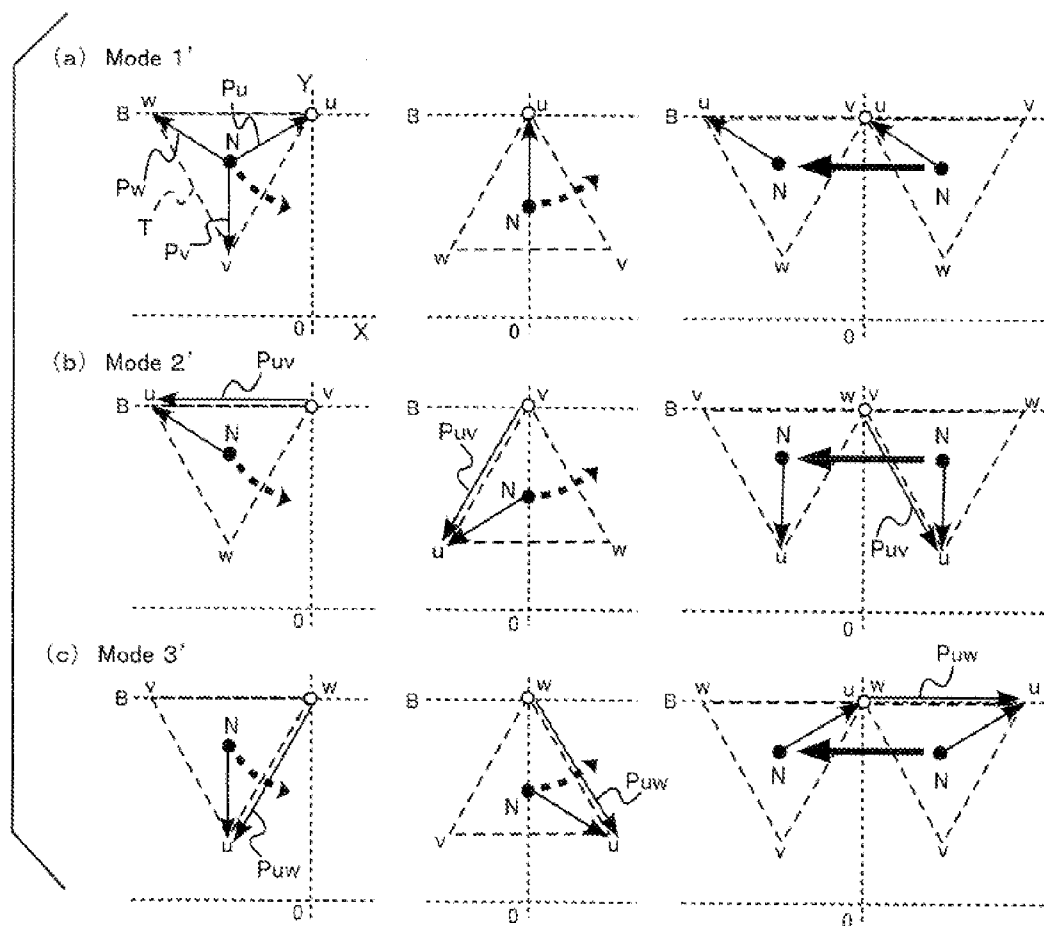 (a) Mode 1'
w Pu Y u u u v u v
B B B
N
Pw N N N
T
Pv
v w v w w
0 X 0 0
(b) Mode 2'
u Puv v v v w v w
B B B
N Puv N N N
w u w u Puv u
0 0 0
(c) Mode 3'
v w w w u w Puw u
B B B
N N Puw N N
u Puw v u v v
0 0 0